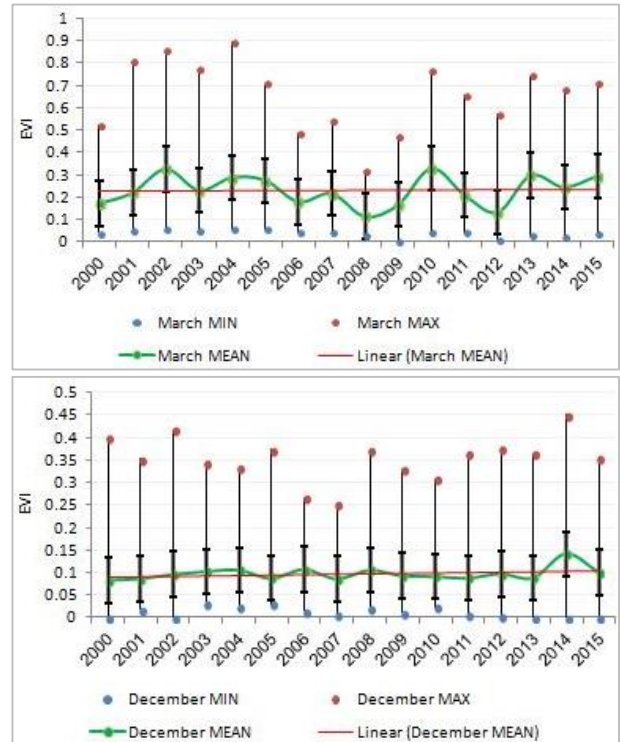 1
0.9
0.8
0.7
0.6
0.5
0.4
0.3
0.2
0.1
0
EVI
2000 2001 2002 2003 2004 2005 2006 2007 2008 2009 2010 2011 2012 2013 2014 2015
March MIN March MAX
March MEAN Linear (March MEAN)
0.5
0.45
0.4
0.35
0.3
0.25
0.2
0.15
0.1
0.05
0
EVI
2000 2001 2002 2003 2004 2005 2006 2007 2008 2009 2010 2011 2012 2013 2014 2015
December MIN December MAX
December MEAN Linear (December MEAN)